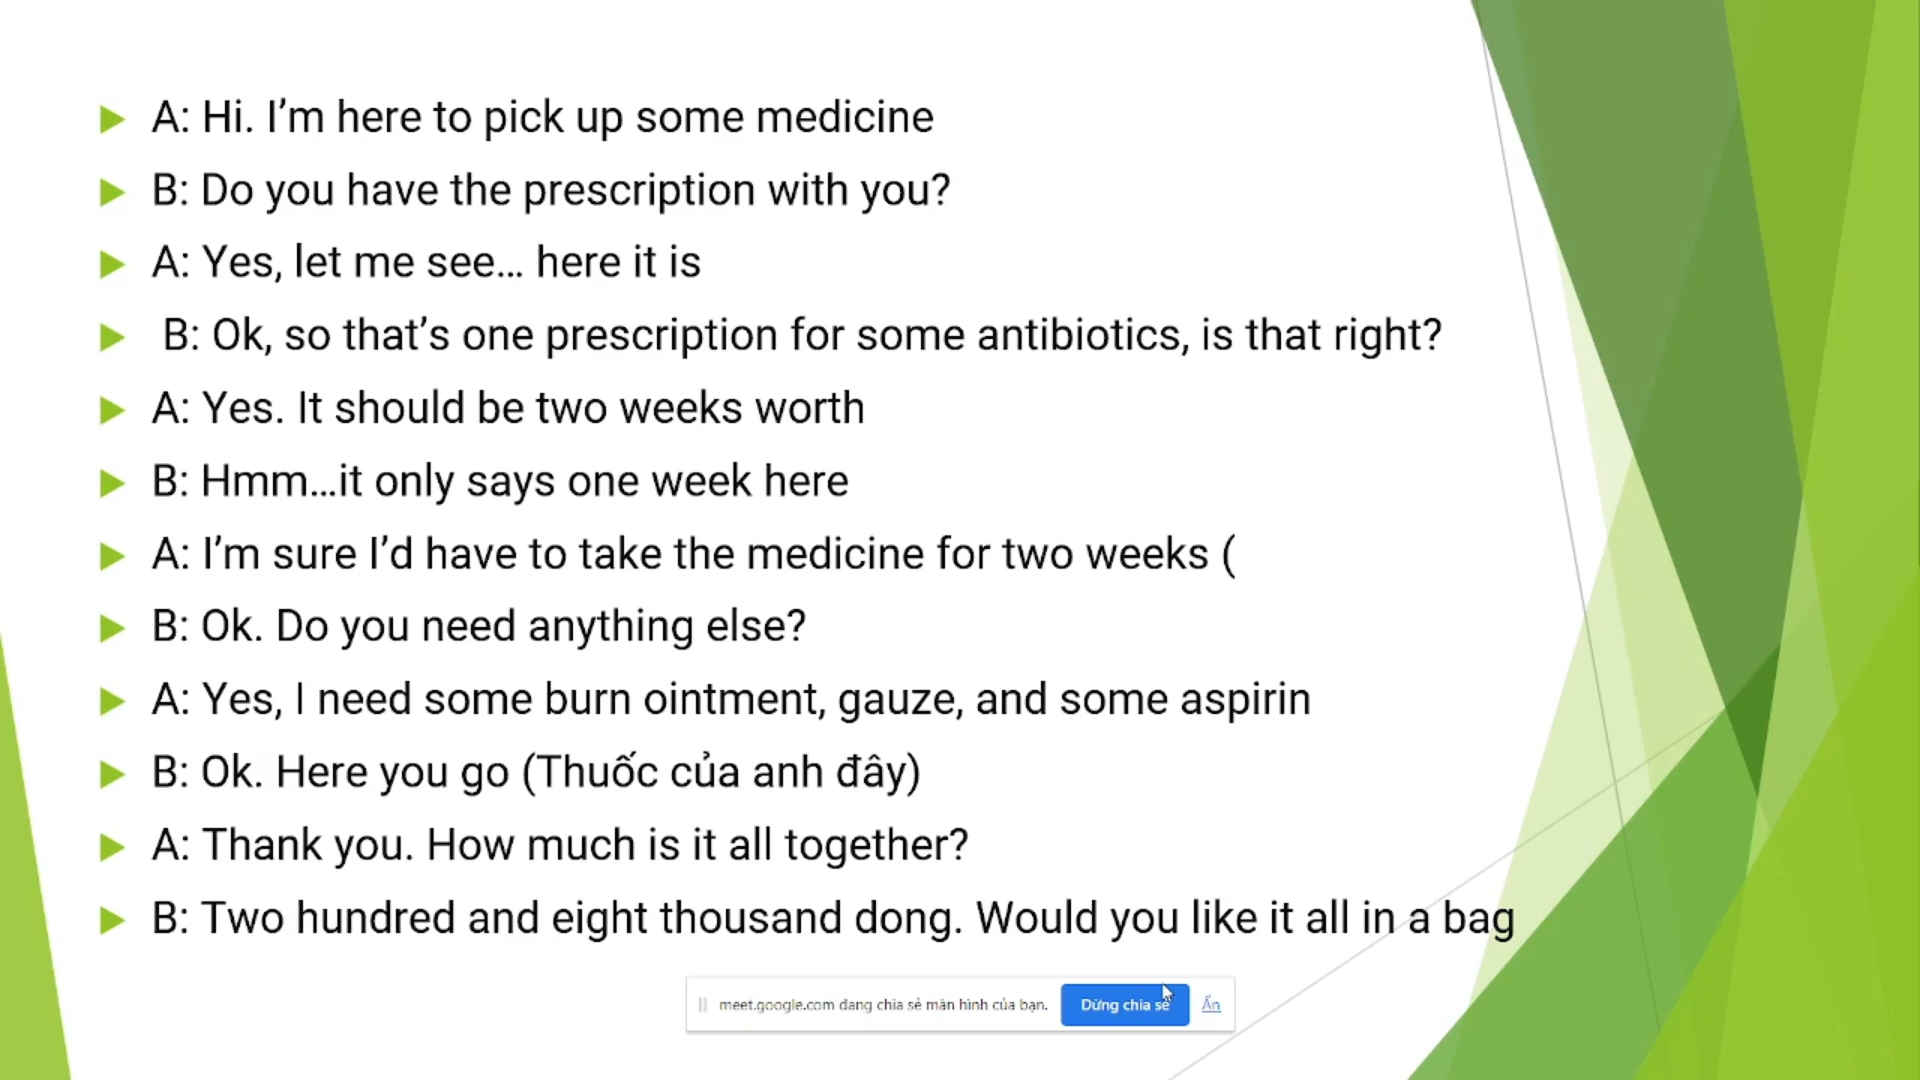 A: Hi. I’m here to pick up some medicine
B: Do you have the prescription with you?
A: Yes, let me see… here it is
B: Ok, so that’s one prescription for some antibiotics, is that right?
A: Yes. It should be two weeks worth
B: Hmm…it only says one week here
A: I’m sure I’d have to take the medicine for two weeks (
B: Ok. Do you need anything else?
A: Yes, I need some burn ointment, gauze, and some aspirin
B: Ok. Here you go (Thuốc của anh đây)
A: Thank you. How much is it all together?
B: Two hundred and eight thousand dong. Would you like it all in a bag
meet.google.com đang chia sẻ màn hình của bạn.
Dừng chia sẻ
Ẩn